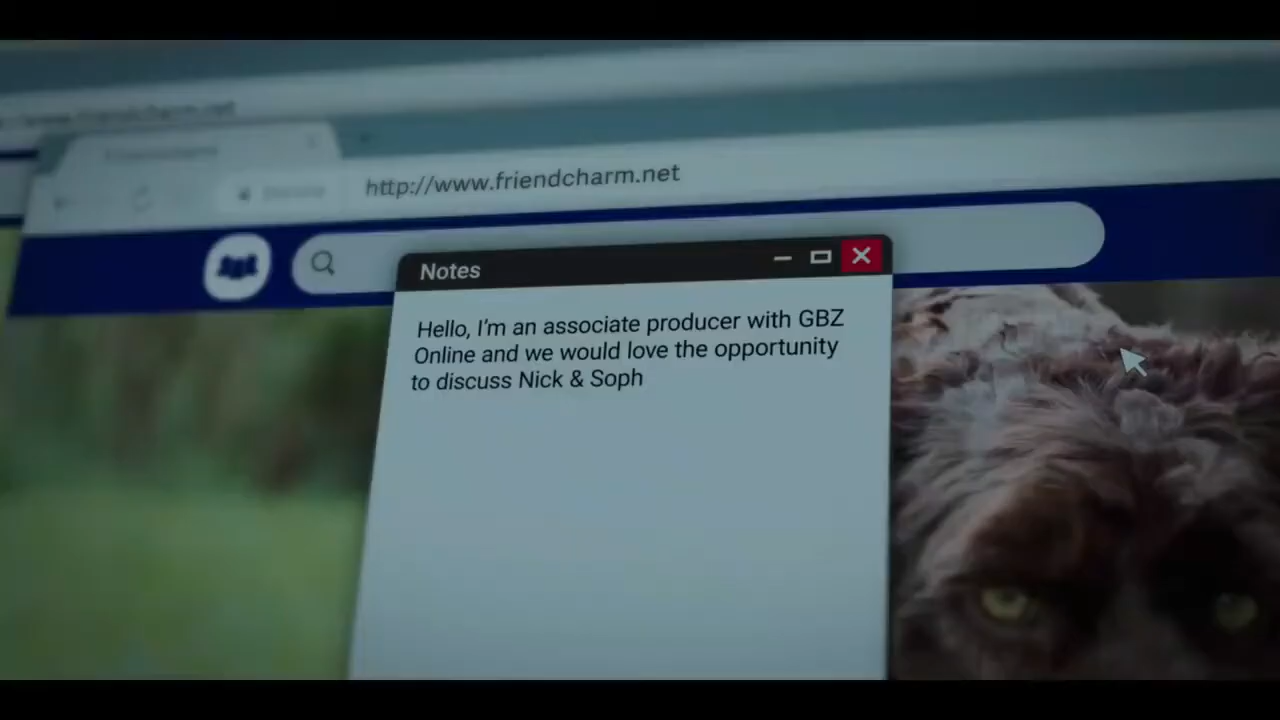 http://www.friendcharm.net
Notes
Hello, I'm an associate producer with GBZ
Online and we would love the opportunity
to discuss Nick & Soph